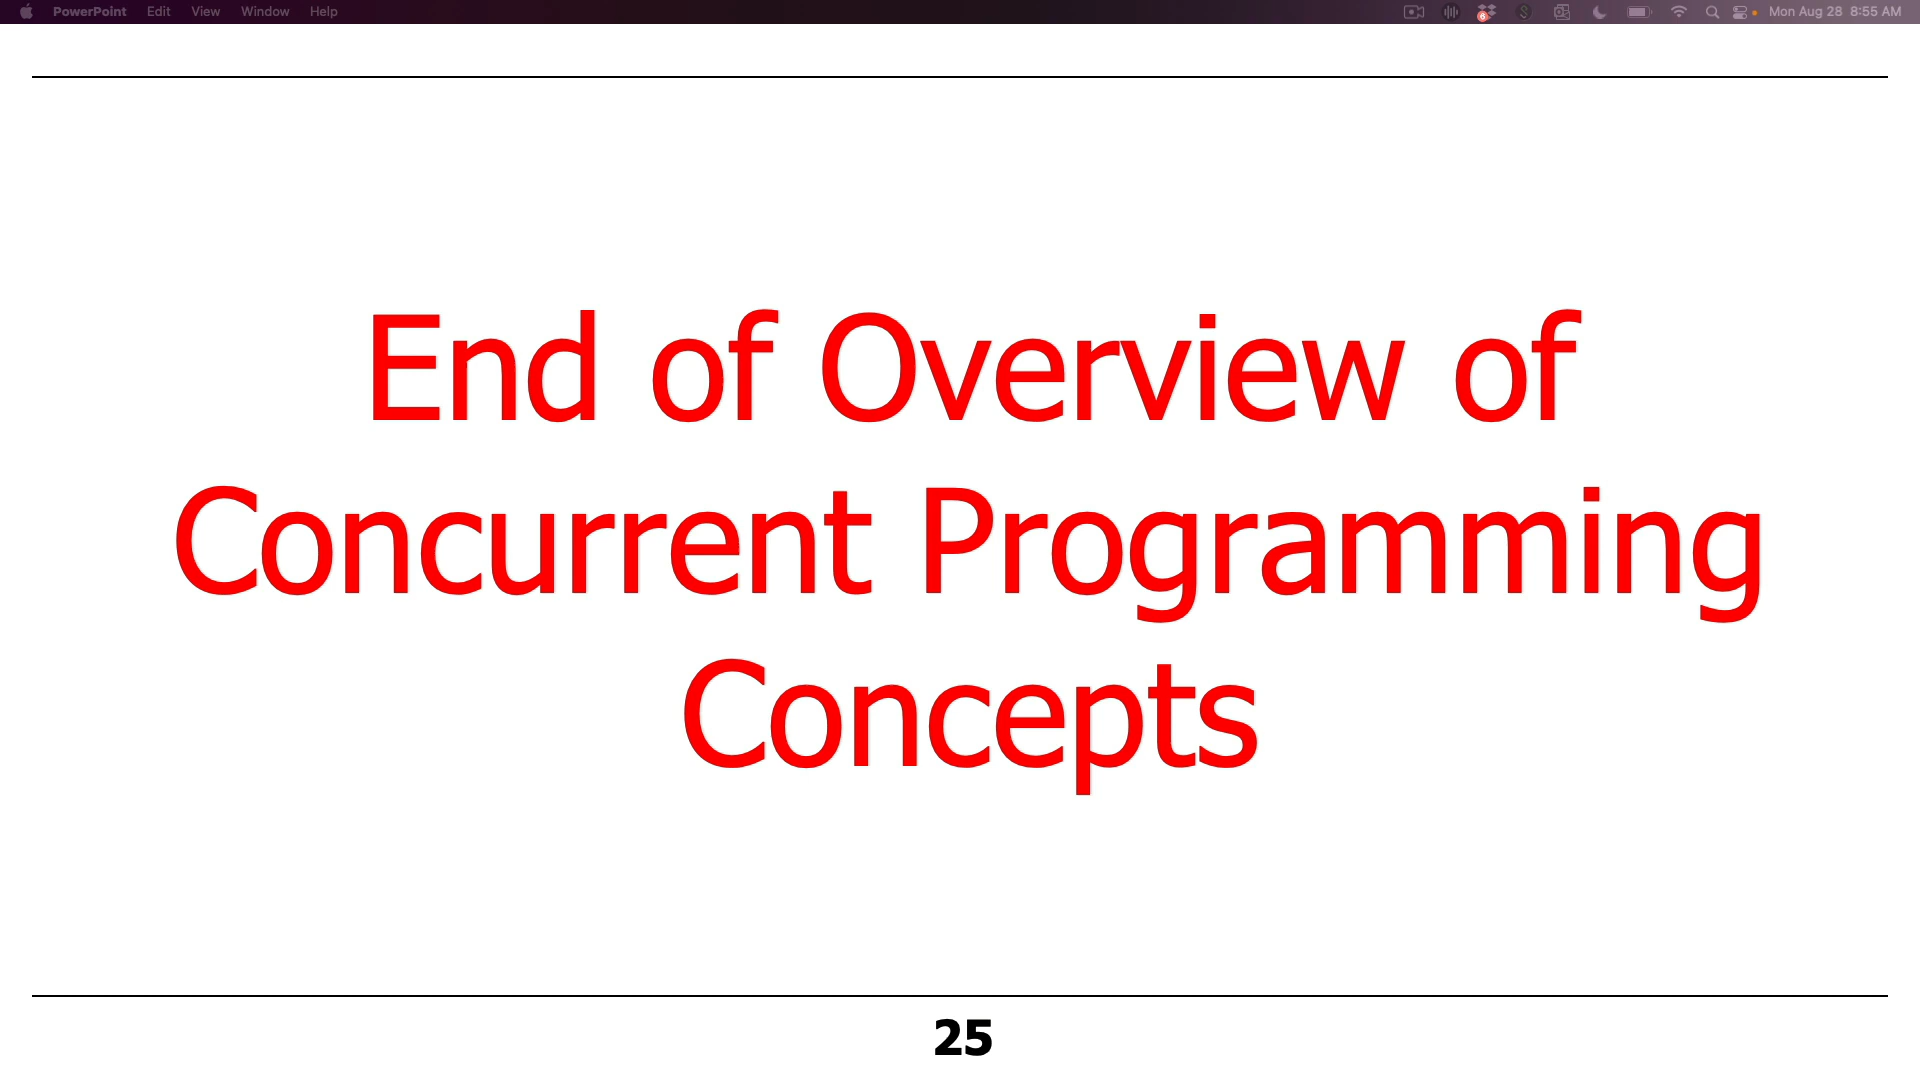 PowerPoint Edit View Window Help 6 Mon Aug 28 8:55 AM
End of Overview of
Concurrent Programming
Concepts
25